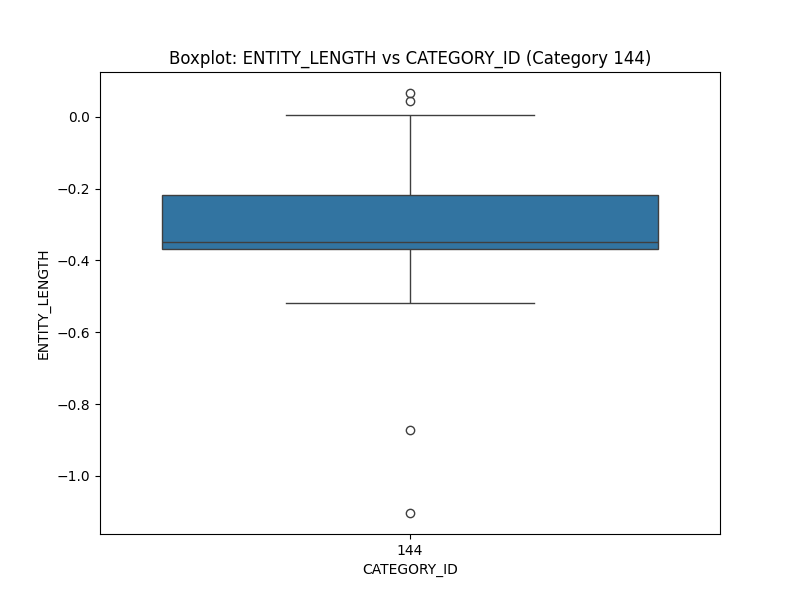 Boxplot: ENTITY_LENGTH vs CATEGORY_ID (Category 144)
0.0
−0.2
−0.4
−0.6
−0.8
−1.0
ENTITY_LENGTH
144
CATEGORY_ID